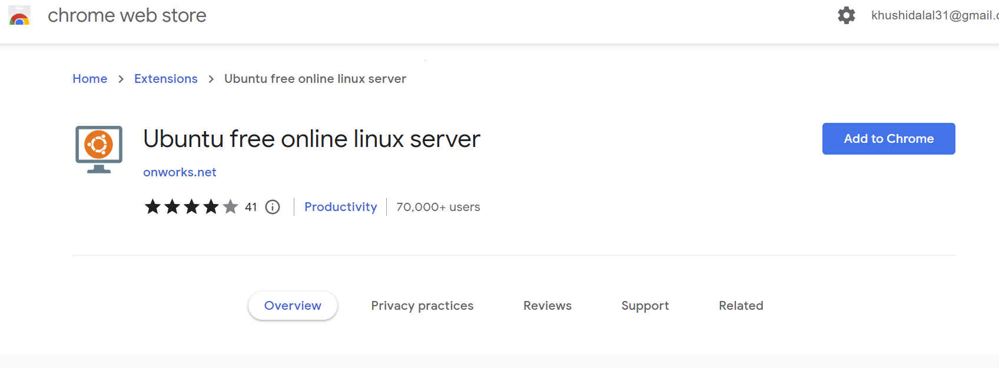 chrome web store
khushidalal31@gmail.c
Home > Extensions > Ubuntu free online linux server
Ubuntu free online linux server
Add to Chrome
onworks.net
41 Productivity 70,000+ users
Overview Privacy practices Reviews Support Related